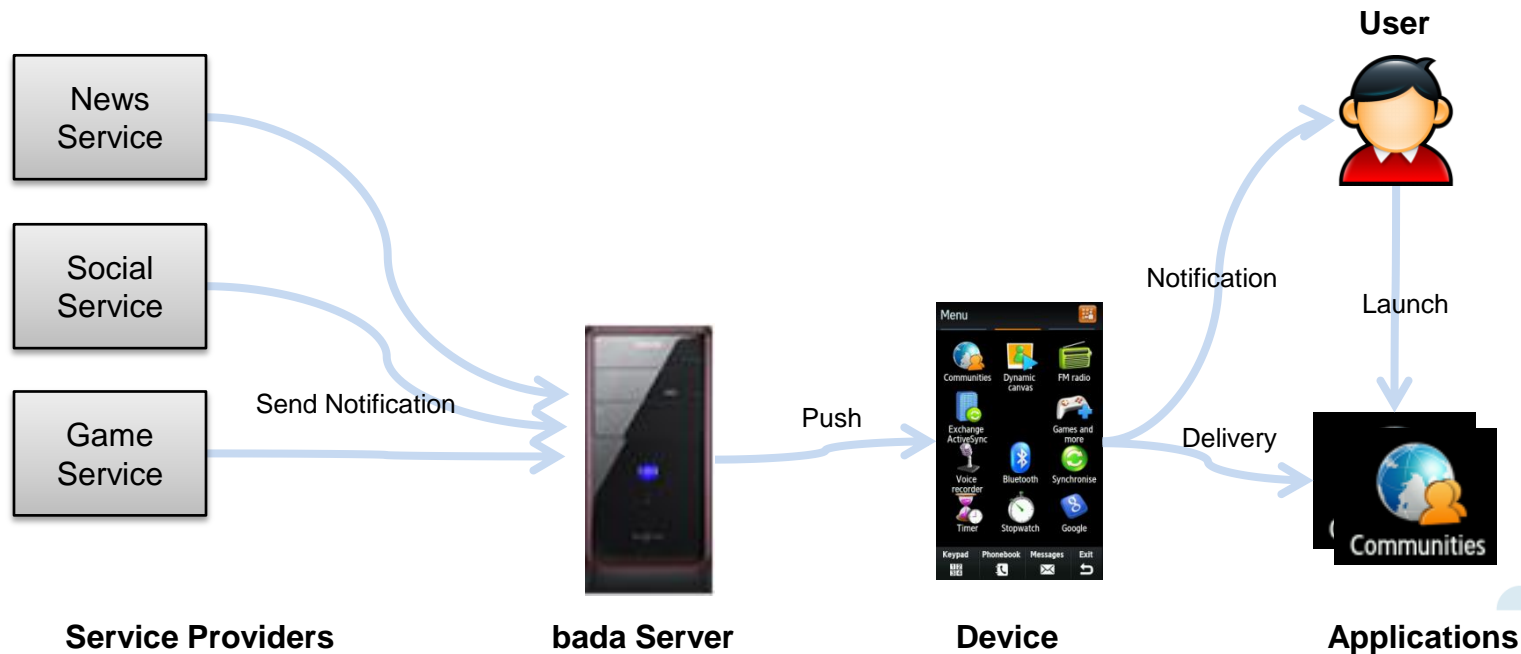 User
News
Service
Social
Service
Game
Service
Send Notification
Push
Notification
Launch
Delivery
Menu
Communities
Dynamic
canvas
FM radio
Exchange
ActiveSync
Games and
more
Voice
recorder
Bluetooth
Synchronise
Timer
Stopwatch
Google
Keypad
Phonebook
Messages
Exit
Communities
Service Providers
bada Server
Device
Applications